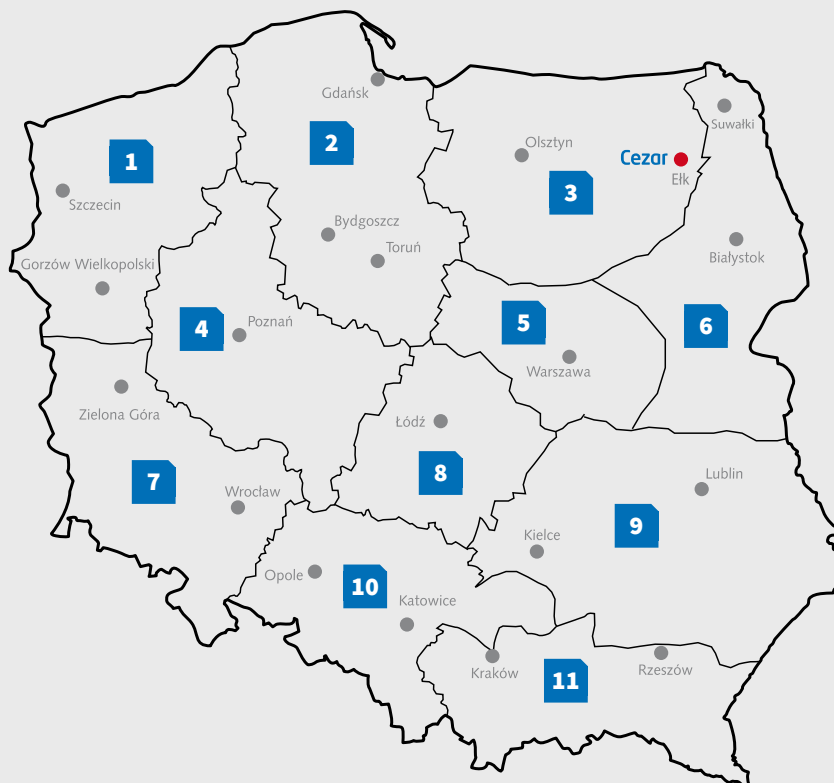 Gdańsk
Suwałki
2
1
Olsztyn
Cezar
Ełk
3
Szczecin
Bydgoszcz
Toruń
Białystok
Gorzów Wielkopolski
4
Poznań
5
6
Warszawa
Zielona Góra
Łódź
8
7
Wrocław
Lublin
9
Kielce
Opole
10
Katowice
Kraków
11
Rzeszów